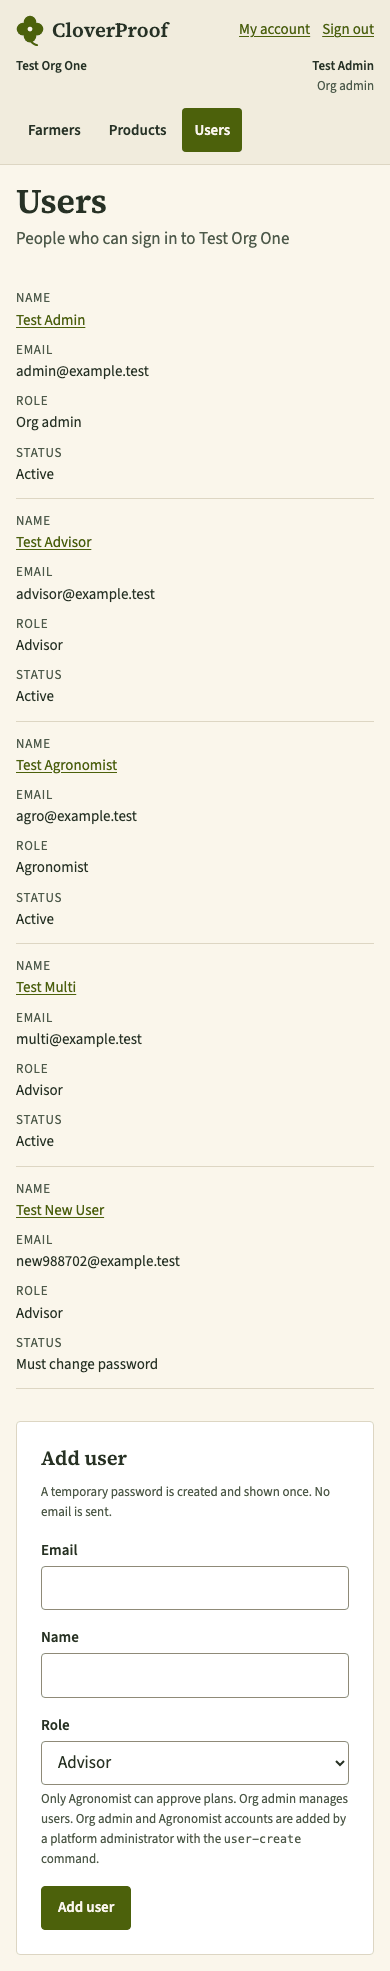 CloverProof
My account Sign out
Test Org One
Test Admin
Org admin
Farmers Products Users
Users
People who can sign in to Test Org One
NAME
Test Admin
EMAIL
admin@example.test
ROLE
Org admin
STATUS
Active
NAME
Test Advisor
EMAIL
advisor@example.test
ROLE
Advisor
STATUS
Active
NAME
Test Agronomist
EMAIL
agro@example.test
ROLE
Agronomist
STATUS
Active
NAME
Test Multi
EMAIL
multi@example.test
ROLE
Advisor
STATUS
Active
NAME
Test New User
EMAIL
new988702@example.test
ROLE
Advisor
STATUS
Must change password
Add user
A temporary password is created and shown once. No
email is sent.
Email
Name
Role
Advisor
Only Agronomist can approve plans. Org admin manages
users. Org admin and Agronomist accounts are added by
a platform administrator with the user-create
command.
Add user